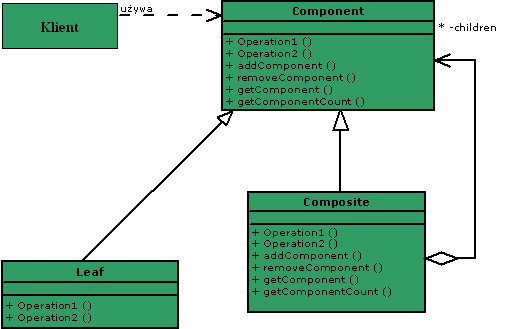 Klient
używa
Component
+ Operation1 ()
+ Operation2 ()
+ addComponent ()
+ removeComponent ()
+ getComponent ()
+ getComponentCount ()
* -children
Composite
+ Operation1 ()
+ Operation2 ()
+ addComponent ()
+ removeComponent ()
+ getComponent ()
+ getComponentCount ()
Leaf
+ Operation1 ()
+ Operation2 ()